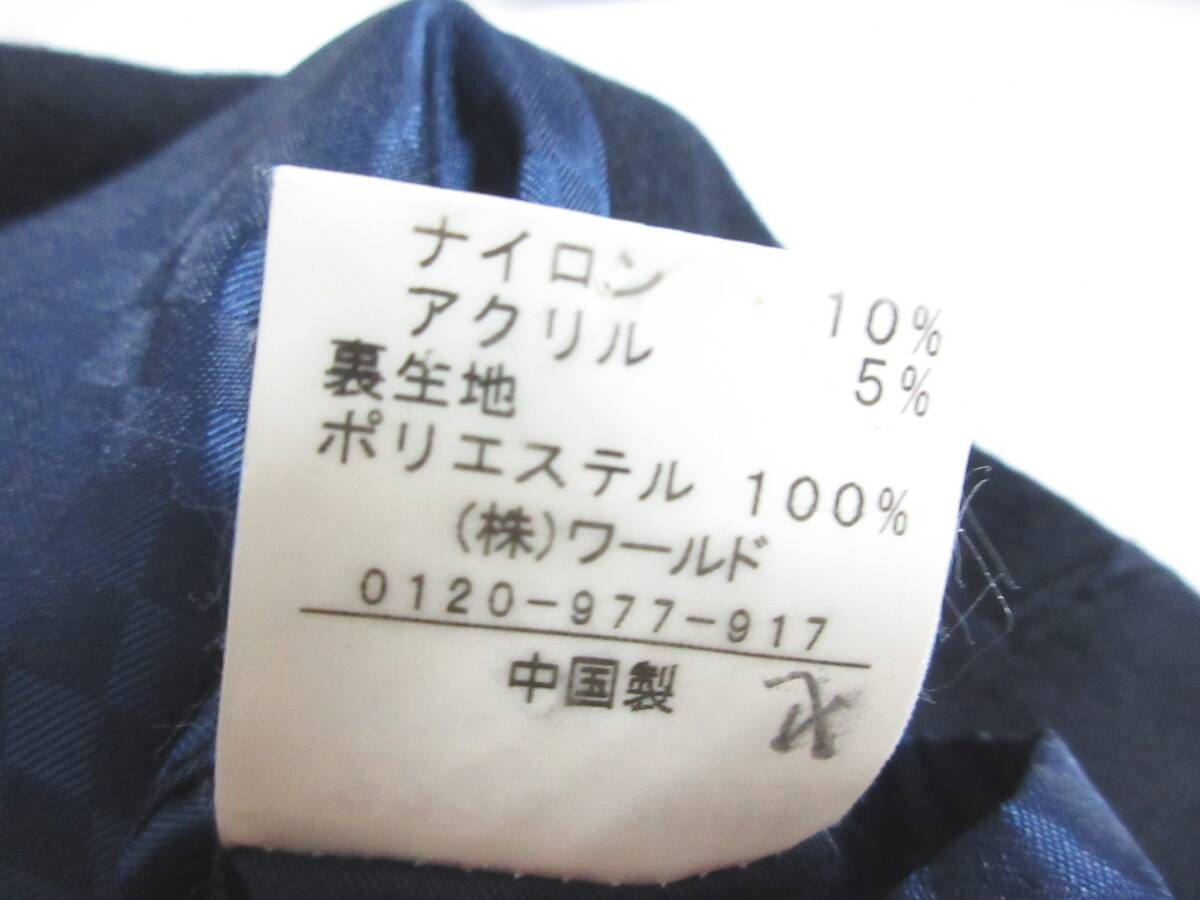 ナイロン 10%
アクリル 5%
裏生地
ポリエステル 100%
(株)ワールド
0120-977-917
中国製